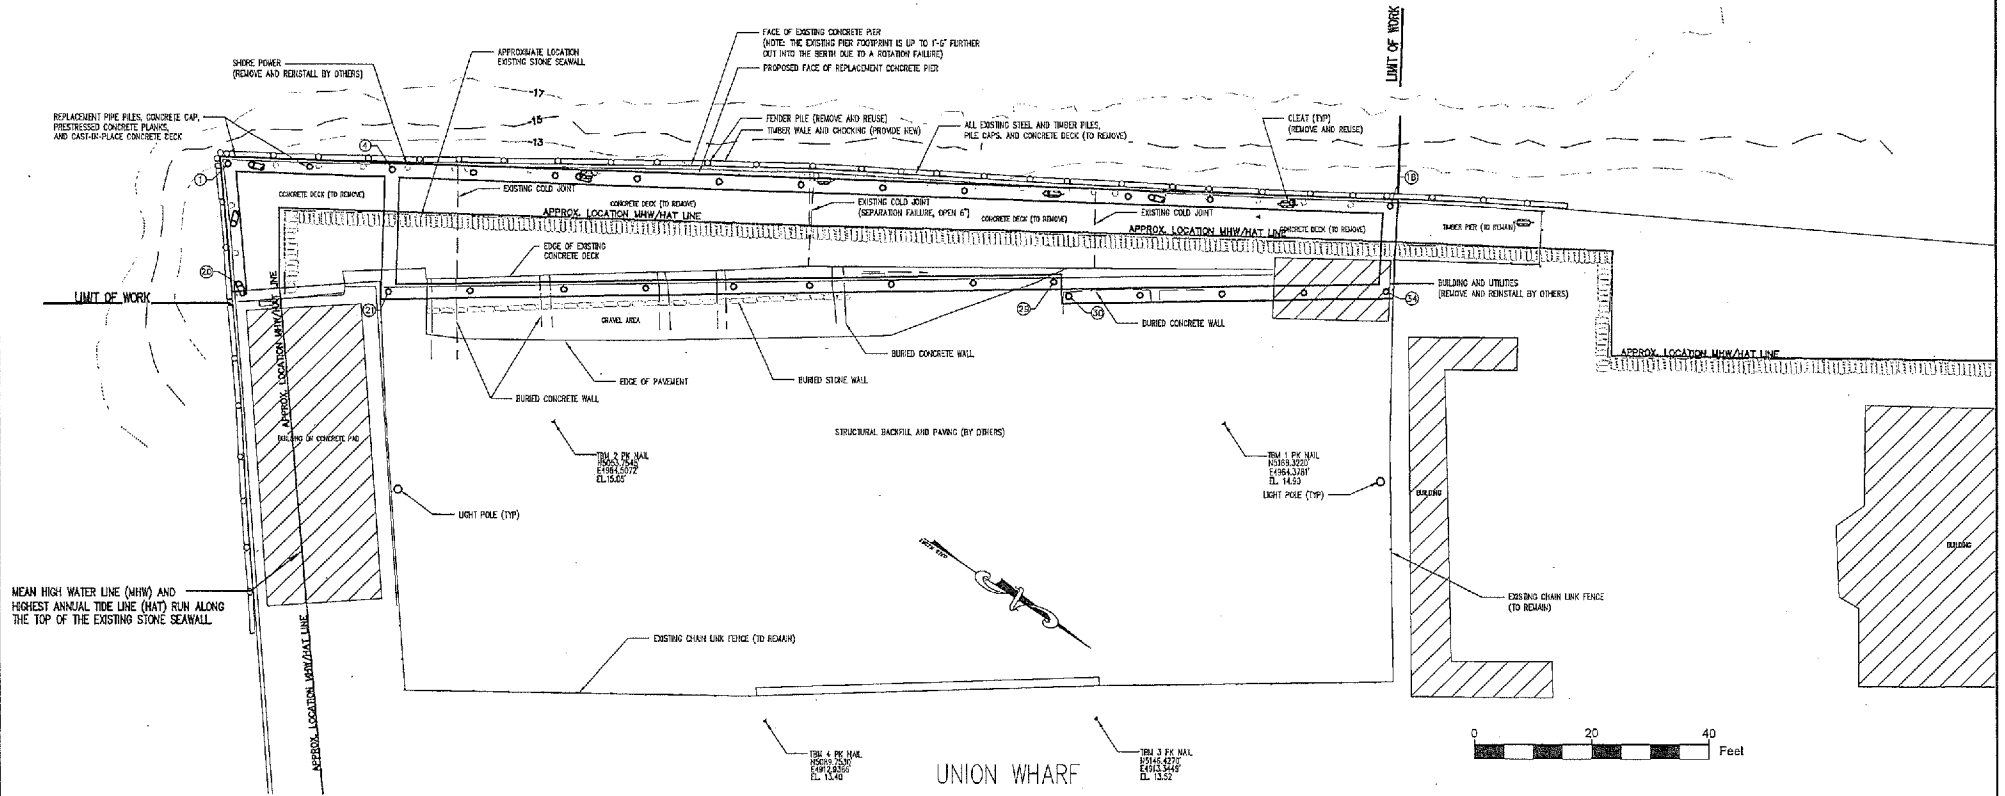 LIMIT OF WORK
FACE OF EXISTING CONCRETE PIER
(NOTE: THE EXISTING PIER FOOTPRINT IS UP TO 1'-6" FURTHER
OUT INTO THE BERTH DUE TO A ROTATION FAILURE)
PROPOSED FACE OF REPLACEMENT CONCRETE PIER
APPROXIMATE LOCATION
EXISTING STONE SEAWALL
SHORE POWER
(REMOVE AND REINSTALL BY OTHERS)
-17
-15
-13
REPLACEMENT PIPE PILES, CONCRETE CAP,
PRESTRESSED CONCRETE PLANKS,
AND CAST-IN-PLACE CONCRETE DECK
FENDER PILE (REMOVE AND REUSE)
TIMBER WALE AND CHOCKING (PROVIDE NEW)
ALL EXISTING STEEL AND TIMBER PILES,
PILE CAPS, AND CONCRETE DECK (TO REMOVE)
CLEAT (TYP)
(REMOVE AND REUSE)
1
4
18
CONCRETE DECK (TO REMOVE)
EXISTING COLD JOINT
CONCRETE DECK (TO REMOVE)
APPROX. LOCATION MHW/HAT LINE
EXISTING COLD JOINT
(SEPARATION FAILURE, OPEN 6")
CONCRETE DECK (TO REMOVE)
EXISTING COLD JOINT
APPROX. LOCATION MHW/HAT LINE
CONCRETE DECK (TO REMOVE)
TIMBER PIER (TO REMAIN)
EDGE OF EXISTING
CONCRETE DECK
20
LIMIT OF WORK
21
29
30
34
BUILDING AND UTILITIES
(REMOVE AND REINSTALL BY OTHERS)
GRAVEL AREA
BURIED CONCRETE WALL
BURIED CONCRETE WALL
APPROX. LOCATION MHW/HAT LINE
EDGE OF PAVEMENT
BURIED STONE WALL
BURIED CONCRETE WALL
APPROX. LOCATION MHW/HAT LINE
BUILDING ON CONCRETE PAD
STRUCTURAL BACKFILL AND PAVING (BY OTHERS)
TBM 2 PK NAIL
EL 15.05'
TBM 1 PK NAIL
EL 14.93
LIGHT POLE (TYP)
LIGHT POLE (TYP)
BUILDING
BUILDING
MEAN HIGH WATER LINE (MHW) AND
HIGHEST ANNUAL TIDE LINE (HAT) RUN ALONG
THE TOP OF THE EXISTING STONE SEAWALL
APPROX. LOCATION MHW/HAT LINE
EXISTING CHAIN LINK FENCE
(TO REMAIN)
EXISTING CHAIN LINK FENCE (TO REMAIN)
TBM 4 PK NAIL
EL 13.40
TBM 3 PK NAIL
EL 13.52
UNION WHARF
0 20 40
Feet